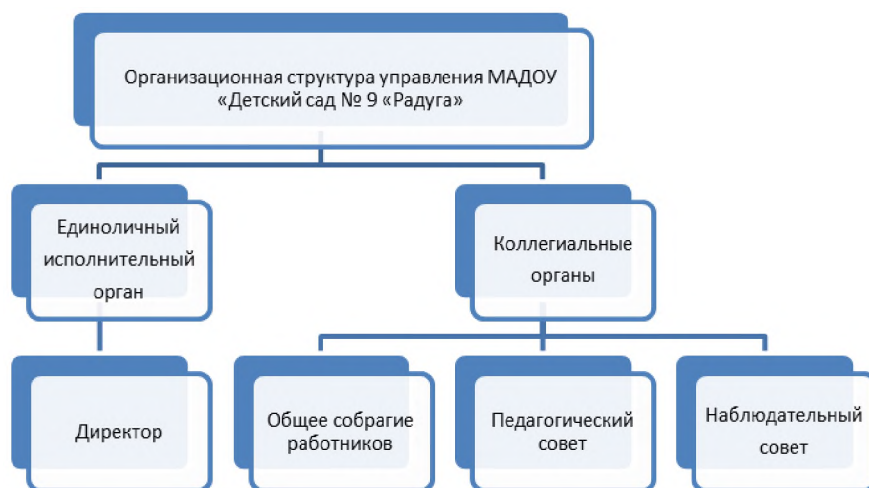 Организационная структура управления МАДОУ
«Детский сад № 9 «Радуга»
Единоличный
исполнительный
орган
Коллегиальные
органы
Директор
Общее собрагие
работников
Педагогический
совет
Наблюдательный
совет